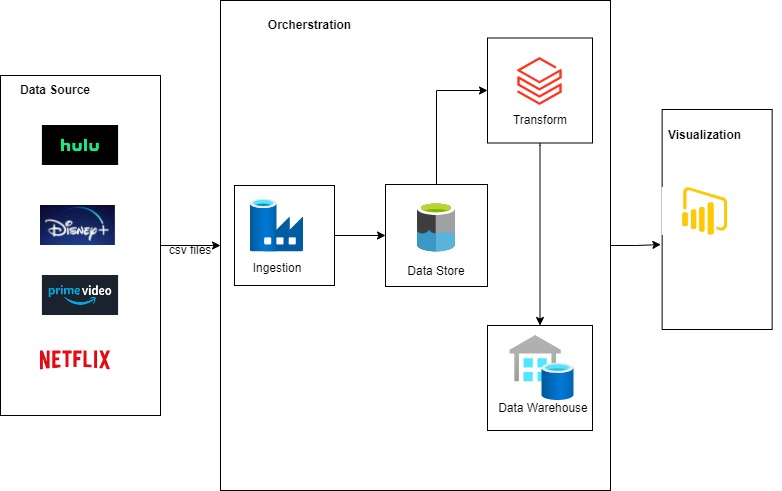 Orcherstration
Data Source
hulu
Disney+
prime video
NETFLIX
csv files
Ingestion
Data Store
Transform
Data Warehouse
Visualization